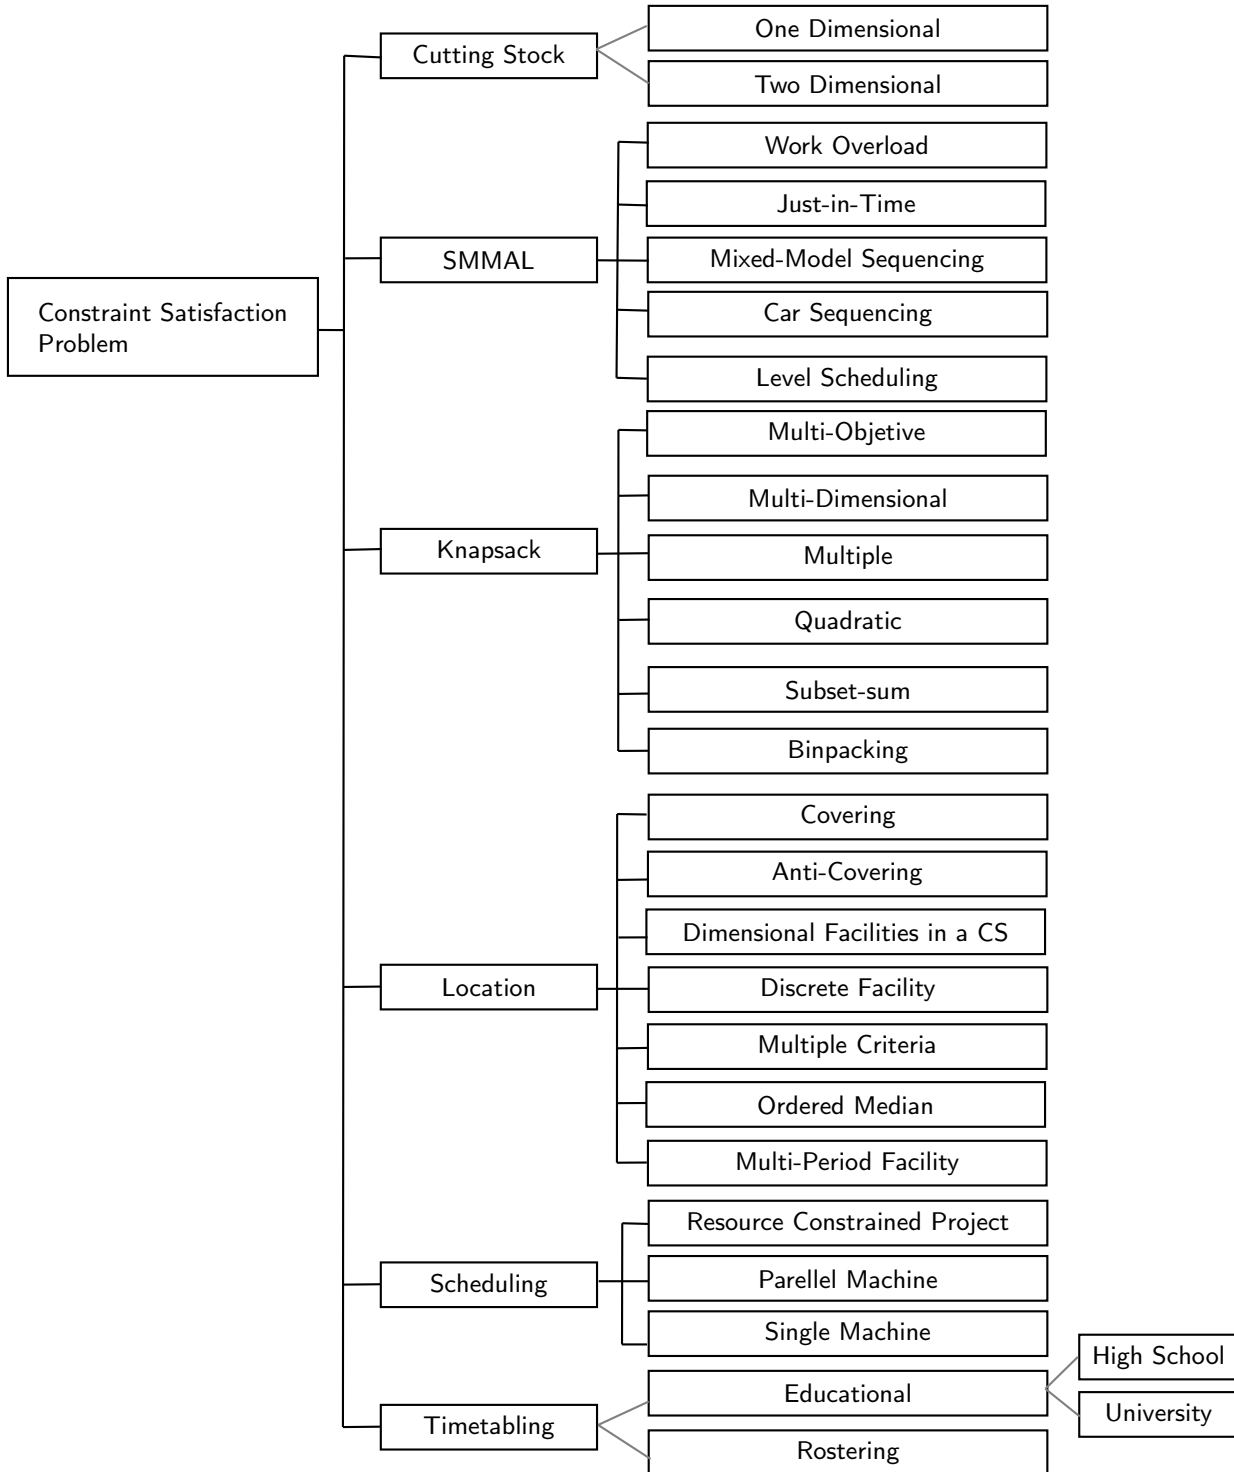 Constraint Satisfaction
Problem
Cutting Stock
One Dimensional
Two Dimensional
SMMAL
Work Overload
Just-in-Time
Mixed-Model Sequencing
Car Sequencing
Level Scheduling
Knapsack
Multi-Objetive
Multi-Dimensional
Multiple
Quadratic
Subset-sum
Binpacking
Location
Covering
Anti-Covering
Dimensional Facilities in a CS
Discrete Facility
Multiple Criteria
Ordered Median
Multi-Period Facility
Scheduling
Resource Constrained Project
Parellel Machine
Single Machine
Timetabling
Educational
High School
University
Rostering